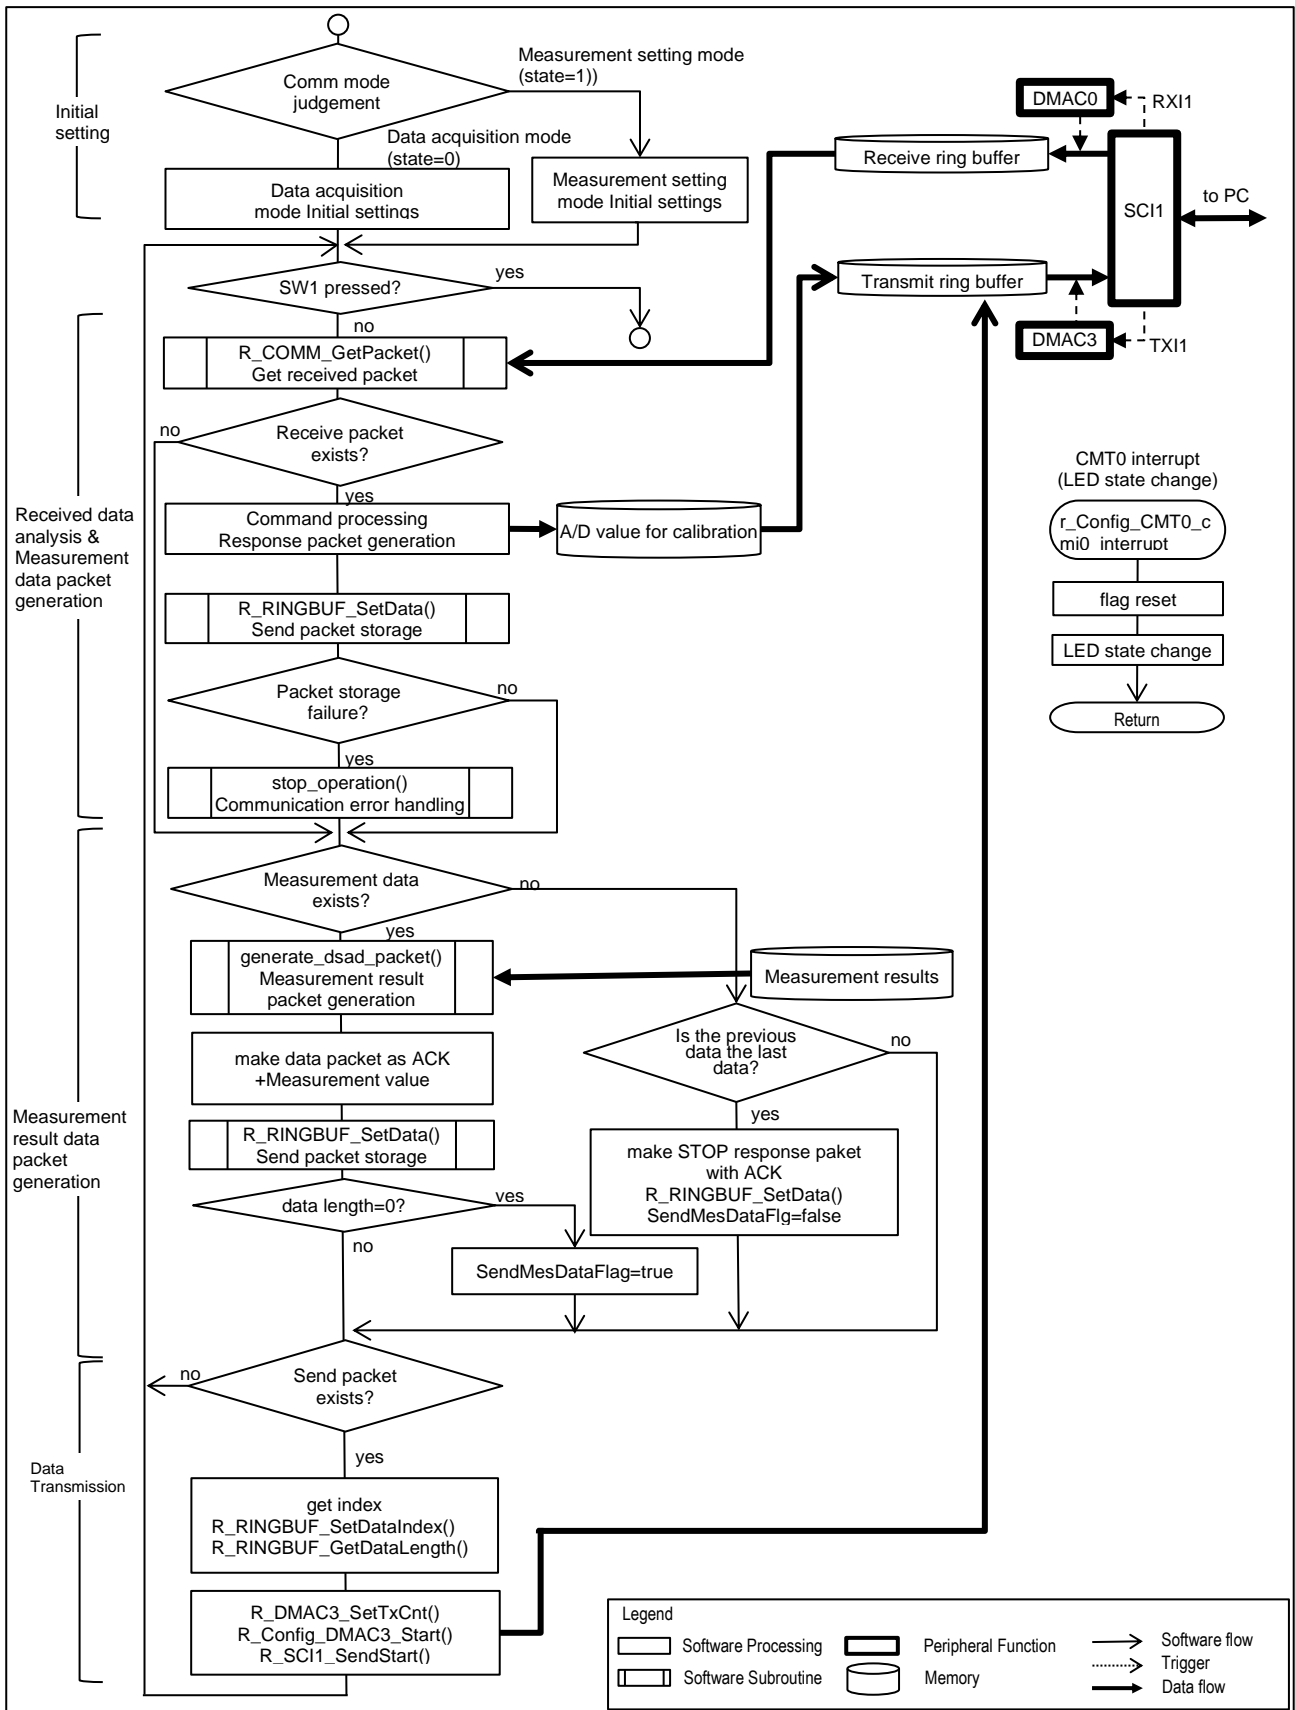 Initial
setting
Comm mode
judgement
Measurement setting mode
(state=1))
Data acquisition mode
(state=0)
Data acquisition
mode Initial settings
Measurement setting
mode Initial settings
DMAC0
RXI1
Receive ring buffer
SCI1
to PC
Transmit ring buffer
DMAC3
TXI1
SW1 pressed?
yes
no
R_COMM_GetPacket()
Get received packet
Received data
analysis &
Measurement
data packet
generation
Receive packet
exists?
no
yes
Command processing
Response packet generation
A/D value for calibration
R_RINGBUF_SetData()
Send packet storage
Packet storage
failure?
no
yes
stop_operation()
Communication error handling
CMT0 interrupt
(LED state change)
r_Config_CMT0_c
mi0_interrupt
flag reset
LED state change
Return
Measurement
result data
packet
generation
Measurement data
exists?
no
yes
generate_dsad_packet()
Measurement result
packet generation
Measurement results
make data packet as ACK
+Measurement value
Is the previous
data the last
data?
no
yes
R_RINGBUF_SetData()
Send packet storage
make STOP response paket
with ACK
R_RINGBUF_SetData()
SendMesDataFlg=false
data length=0?
yes
no
SendMesDataFlag=true
Data
Transmission
Send packet
exists?
no
yes
get index
R_RINGBUF_SetDataIndex()
R_RINGBUF_GetDataLength()
R_DMAC3_SetTxCnt()
R_Config_DMAC3_Start()
R_SCI1_SendStart()
Legend
Software Processing
Peripheral Function
Software flow
Trigger
Software Subroutine
Memory
Data flow